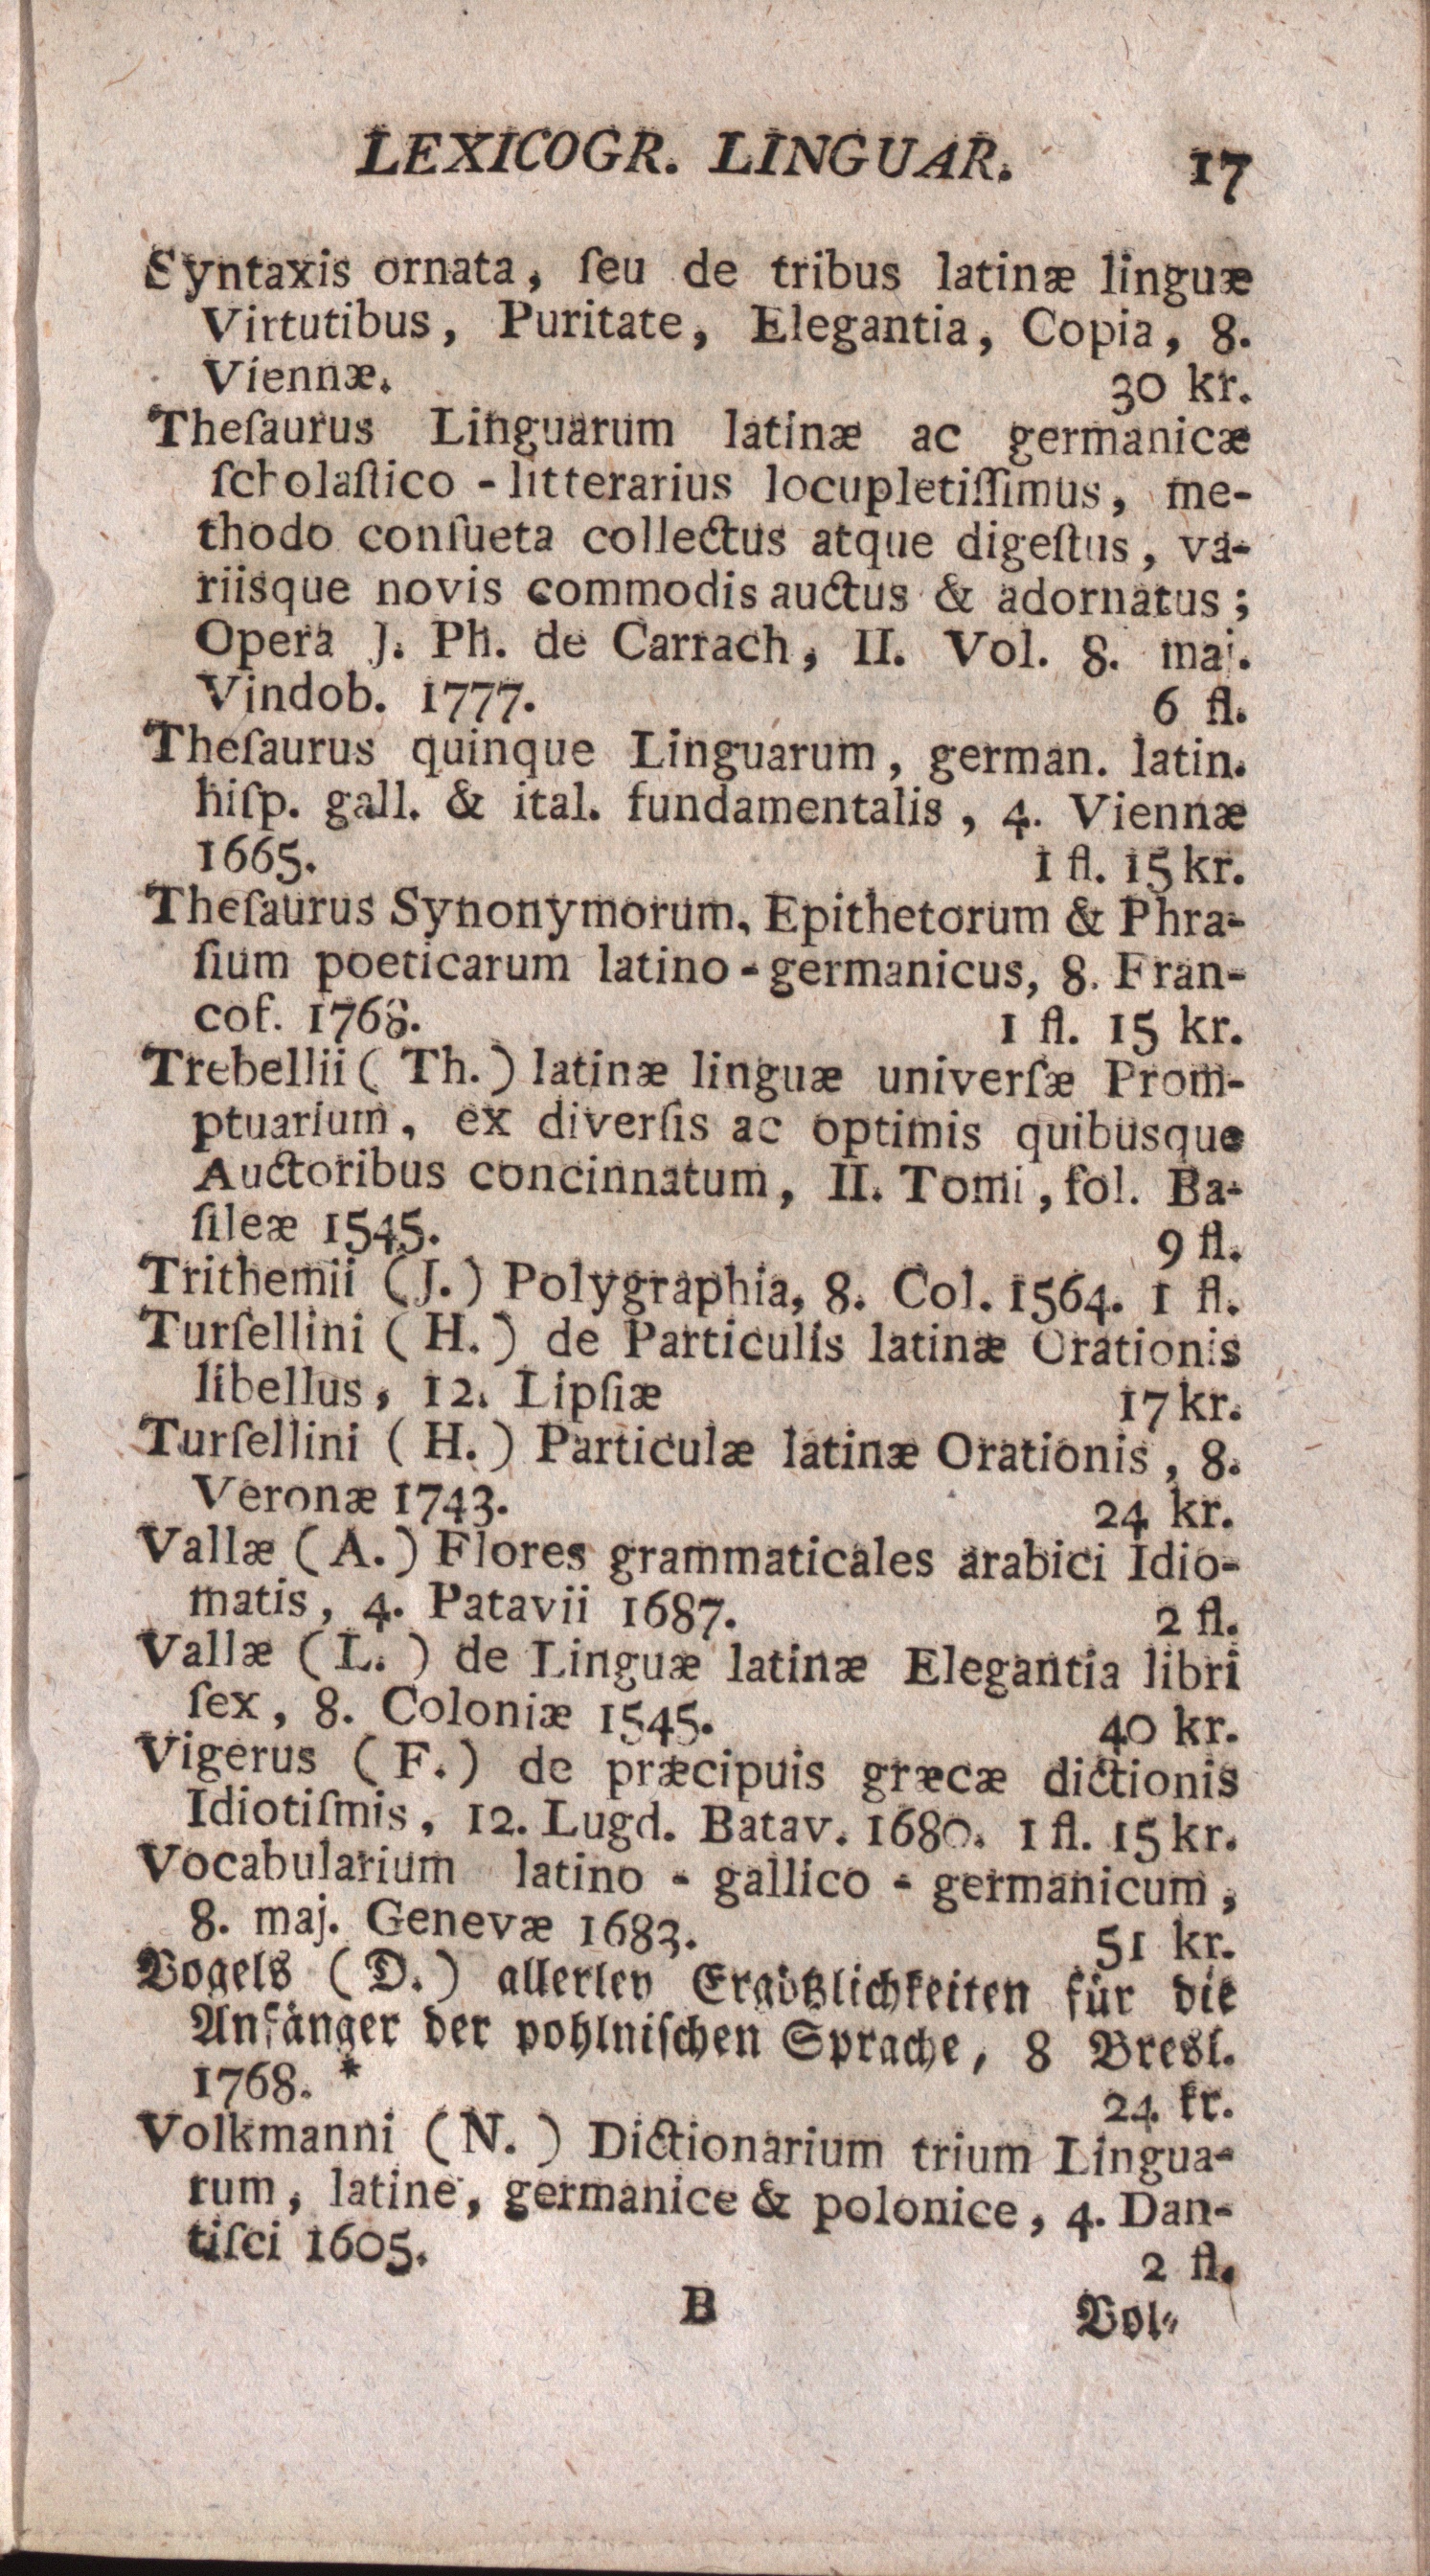 LEXICOGR. LINGUAR. 17
Syntaxis ornata, ſeu de tribus latinæ linguæ
Virtutibus, Puritate, Elegantia, Copia, 8.
Viennæ. 30 kr.
Theſaurus Linguarum latinæ ac germanicæ
ſcholaſtico - litterarius locupletiſſimus, me-
thodo conſueta collectus atque digeſtus, va-
riisque novis commodis auctus & adornatus;
Opera J. Ph. de Carrach, II. Vol. 8. maj.
Vindob. 1777. 6 fl.
Theſaurus quinque Linguarum, german. latin.
hiſp. gall. & ital. fundamentalis, 4. Viennæ
1665. 1 fl. 15 kr.
Theſaurus Synonymorum, Epithetorum & Phra-
ſium poeticarum latino-germanicus, 8. Fran-
cof. 1768. 1 fl. 15 kr.
Trebellii (Th.) latinæ linguæ univerſæ Prom-
ptuarium, ex diverſis ac optimis quibusque
Auctoribus concinnatum, II. Tomi, fol. Ba-
ſileæ 1545. 9 fl.
Trithemii (J.) Polygraphia, 8. Col. 1564. 1 fl.
Turſellini (H.) de Particulis latinæ Orationis
libellus, 12. Lipſiæ 17 kr.
Turſellini (H.) Particulæ latinæ Orationis, 8.
Veronæ 1743. 24 kr.
Vallæ (A.) Flores grammaticales arabici Idio-
matis, 4. Patavii 1687. 2 fl.
Vallæ (L.) de Linguæ latinæ Elegantia libri
ſex, 8. Coloniæ 1545. 40 kr.
Vigerus (F.) de præcipuis græcæ dictionis
Idiotiſmis, 12. Lugd. Batav. 1680. 1 fl. 15 kr.
Vocabularium latino - gallico - germanicum,
8. maj. Genevæ 1683. 51 kr.
Vogels (D.) allerley Ergötzlichkeiten für die
Anfänger der pohlniſchen Sprache, 8 Bresl.
1768. * 24 kr.
Volkmanni (N.) Dictionarium trium Lingua-
rum, latine, germanice & polonice, 4. Dan-
tiſci 1605. 2 fl.
B Vol-